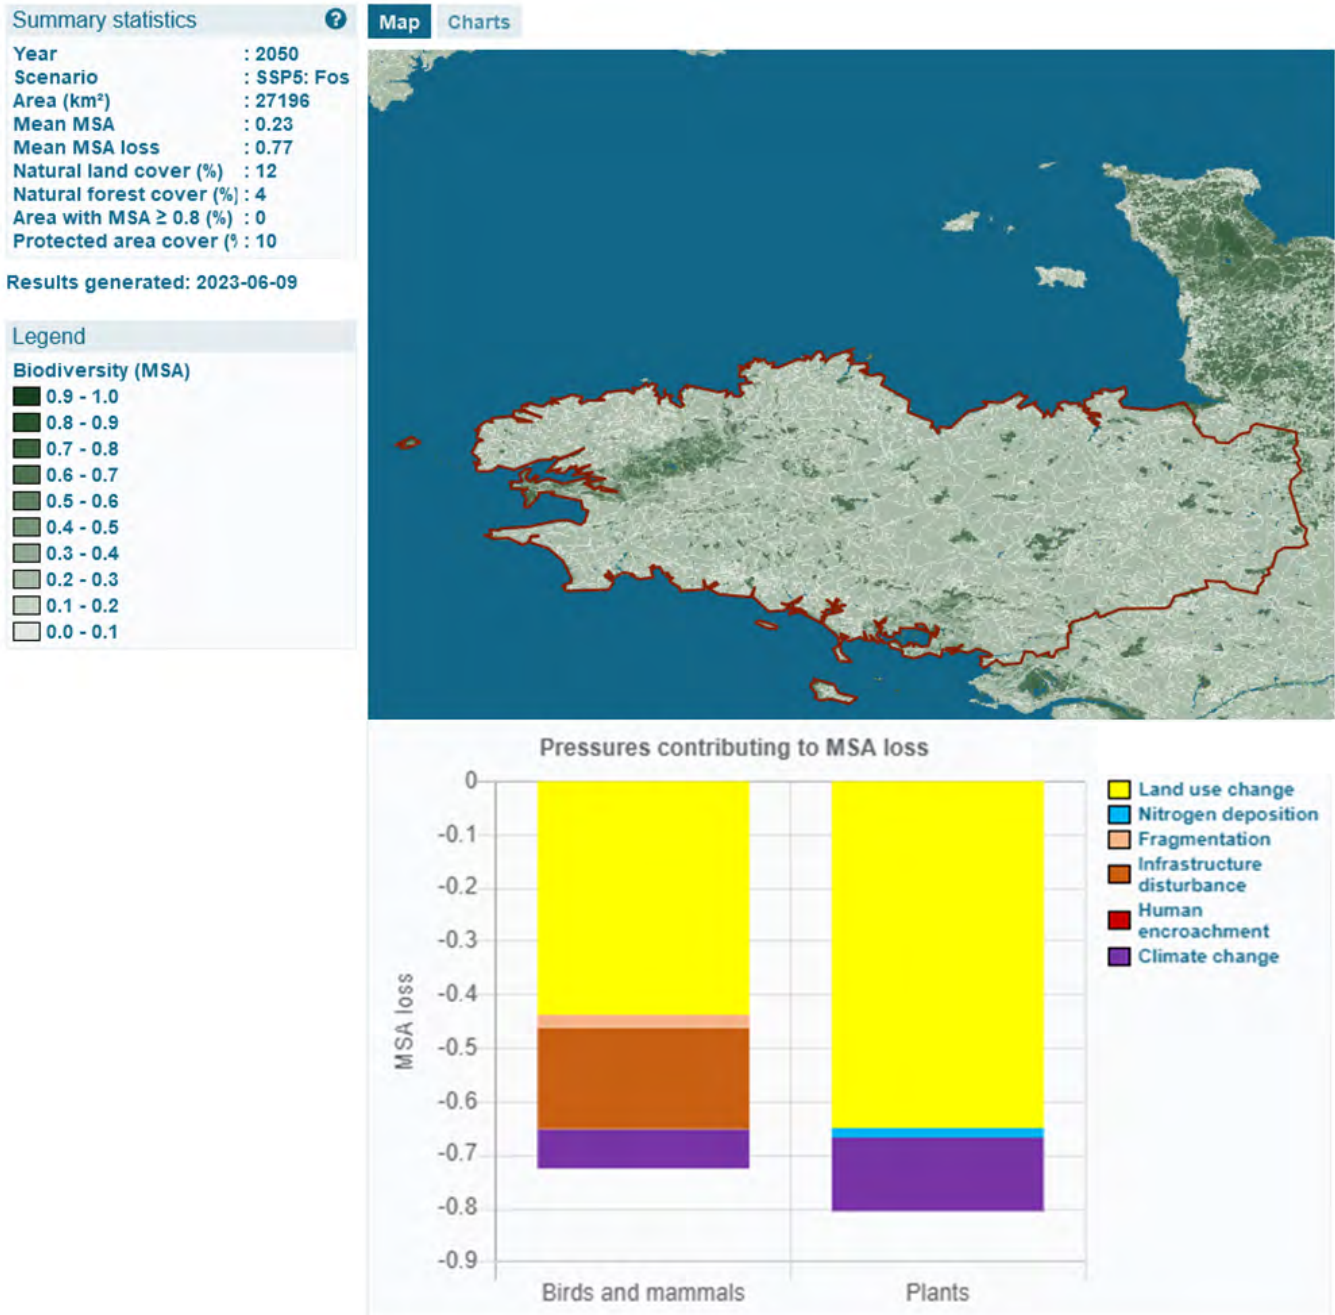 Summary statistics ?
Year : 2050
Scenario : SSP5: Fos
Area (km²) : 27196
Mean MSA : 0.23
Mean MSA loss : 0.77
Natural land cover (%) : 12
Natural forest cover (%) : 4
Area with MSA ≥ 0.8 (%) : 0
Protected area cover (% : 10
Results generated: 2023-06-09
Legend
Biodiversity (MSA)
0.9 - 1.0
0.8 - 0.9
0.7 - 0.8
0.6 - 0.7
0.5 - 0.6
0.4 - 0.5
0.3 - 0.4
0.2 - 0.3
0.1 - 0.2
0.0 - 0.1
Map Charts
Pressures contributing to MSA loss
MSA loss
0
-0.1
-0.2
-0.3
-0.4
-0.5
-0.6
-0.7
-0.8
-0.9
Birds and mammals
Plants
Land use change
Nitrogen deposition
Fragmentation
Infrastructure
disturbance
Human
encroachment
Climate change